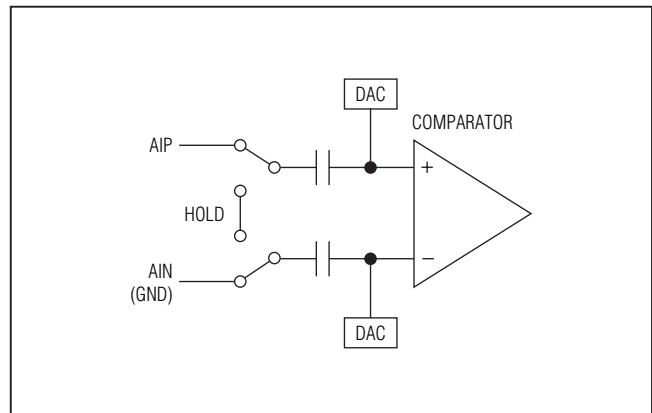 DAC
COMPARATOR
AIP
+
HOLD
AIN
(GND)
−
DAC